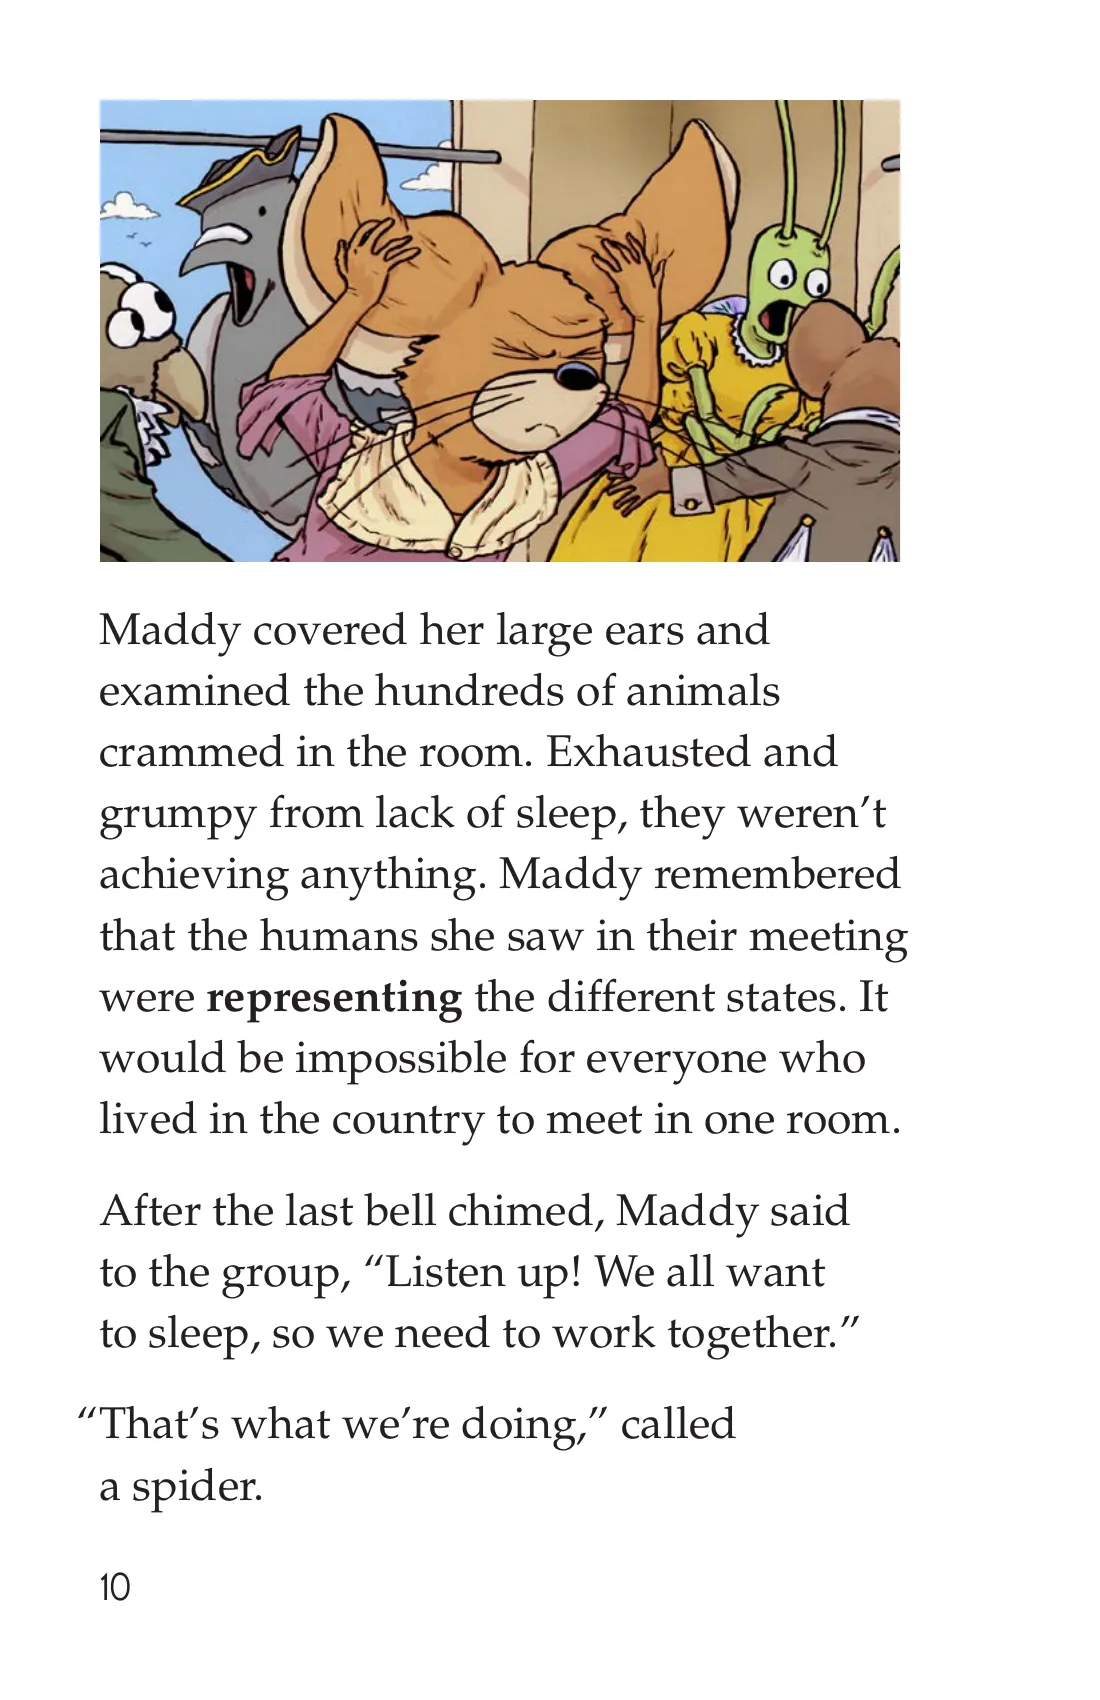 Maddy covered her large ears and
examined the hundreds of animals
crammed in the room. Exhausted and
grumpy from lack of sleep, they weren’t
achieving anything. Maddy remembered
that the humans she saw in their meeting
were representing the different states. It
would be impossible for everyone who
lived in the country to meet in one room.
After the last bell chimed, Maddy said
to the group, “Listen up! We all want
to sleep, so we need to work together.”
“That’s what we’re doing,” called
a spider.
10